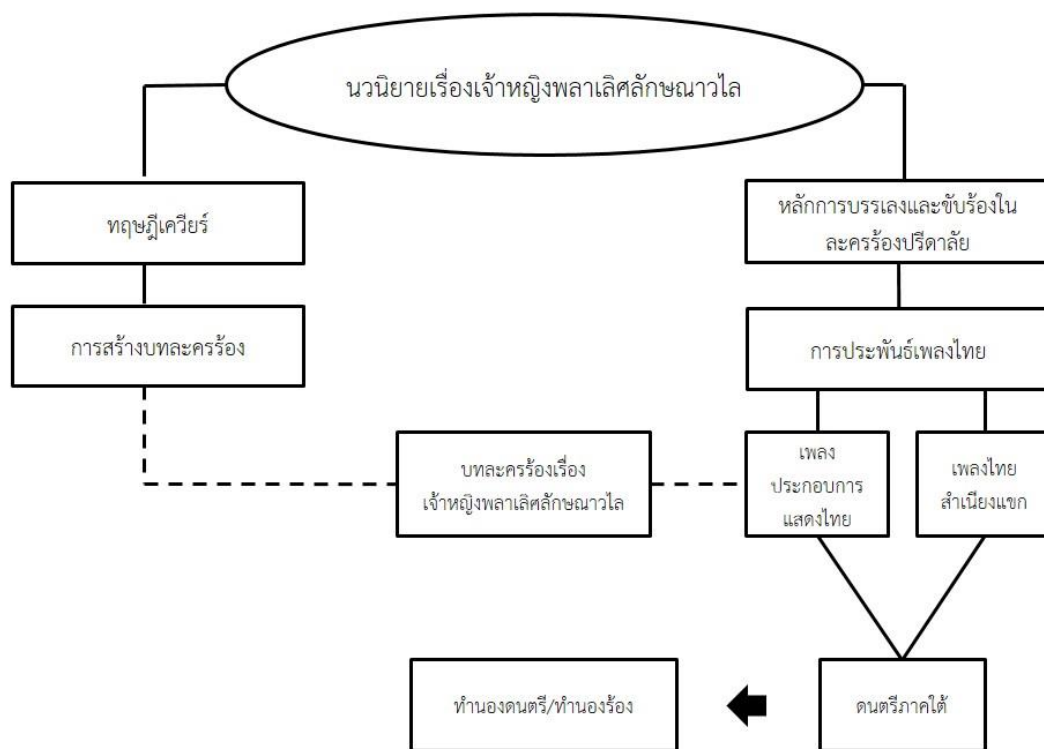 นวนิยายเรื่องเจ้าหญิงพลาเลิศลักษณาวไล
ทฤษฎีเควียร์
หลักการบรรเลงและขับร้องใน
ละครร้องปรีดาลัย
การสร้างบทละครร้อง
การประพันธ์เพลงไทย
บทละครร้องเรื่อง
เจ้าหญิงพลาเลิศลักษณาวไล
เพลง
ประกอบการ
แสดงไทย
เพลงไทย
สำเนียงแขก
ทำนองดนตรี/ทำนองร้อง
ดนตรีภาคใต้